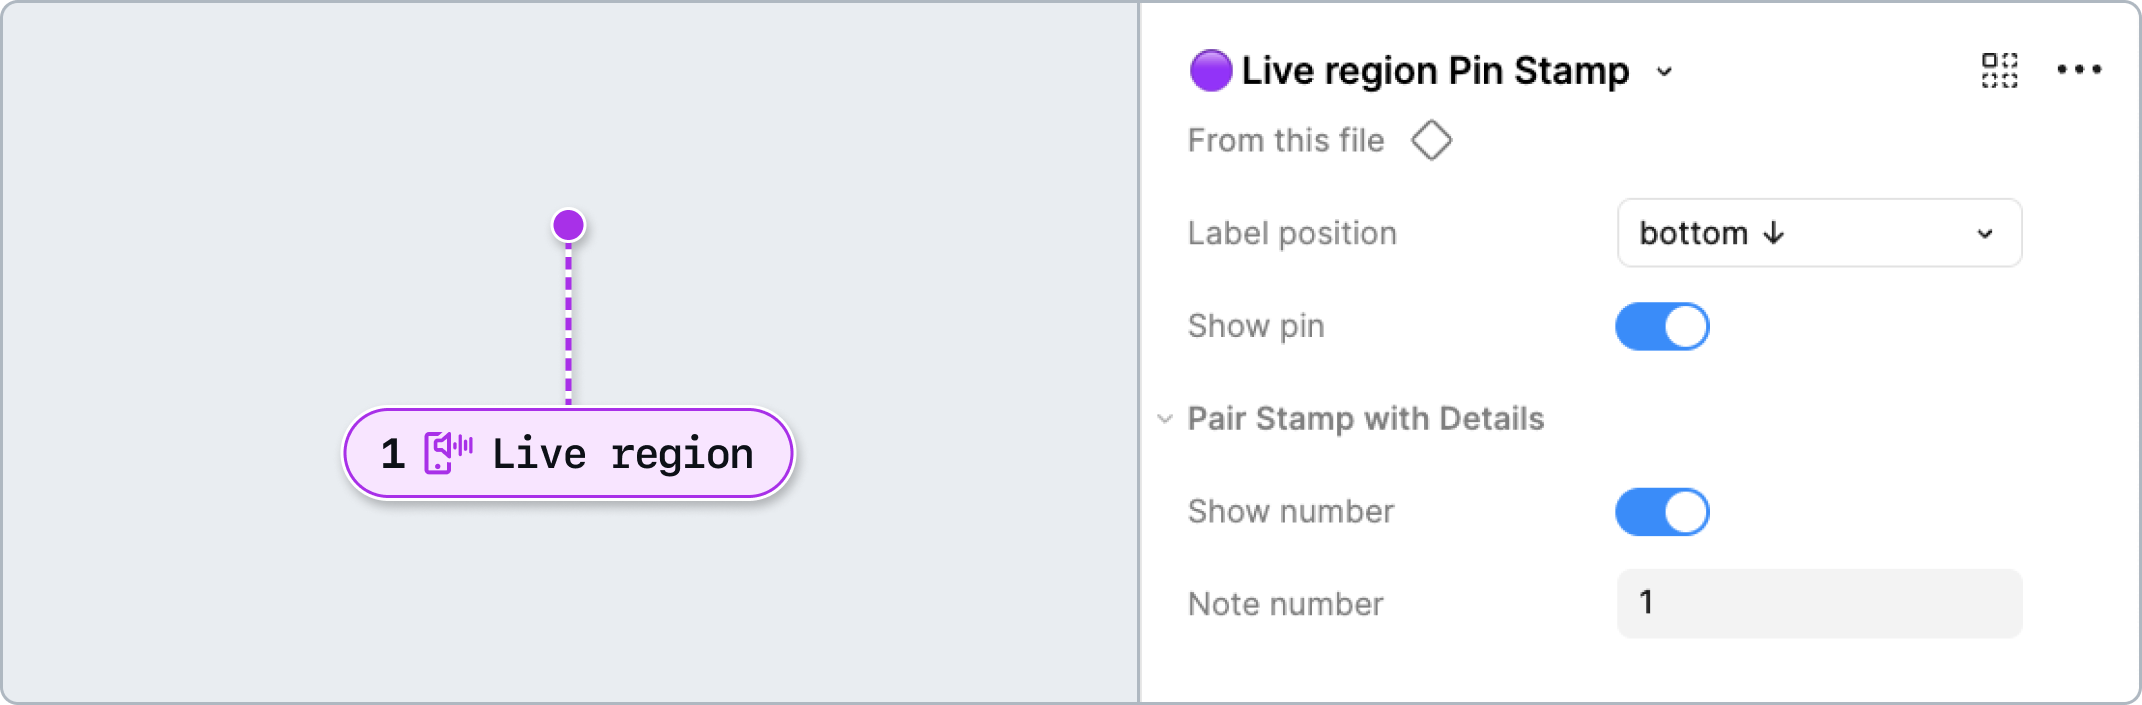 1 Live region
Live region Pin Stamp
From this file
Label position
bottom ↓
Show pin
Pair Stamp with Details
Show number
Note number
1